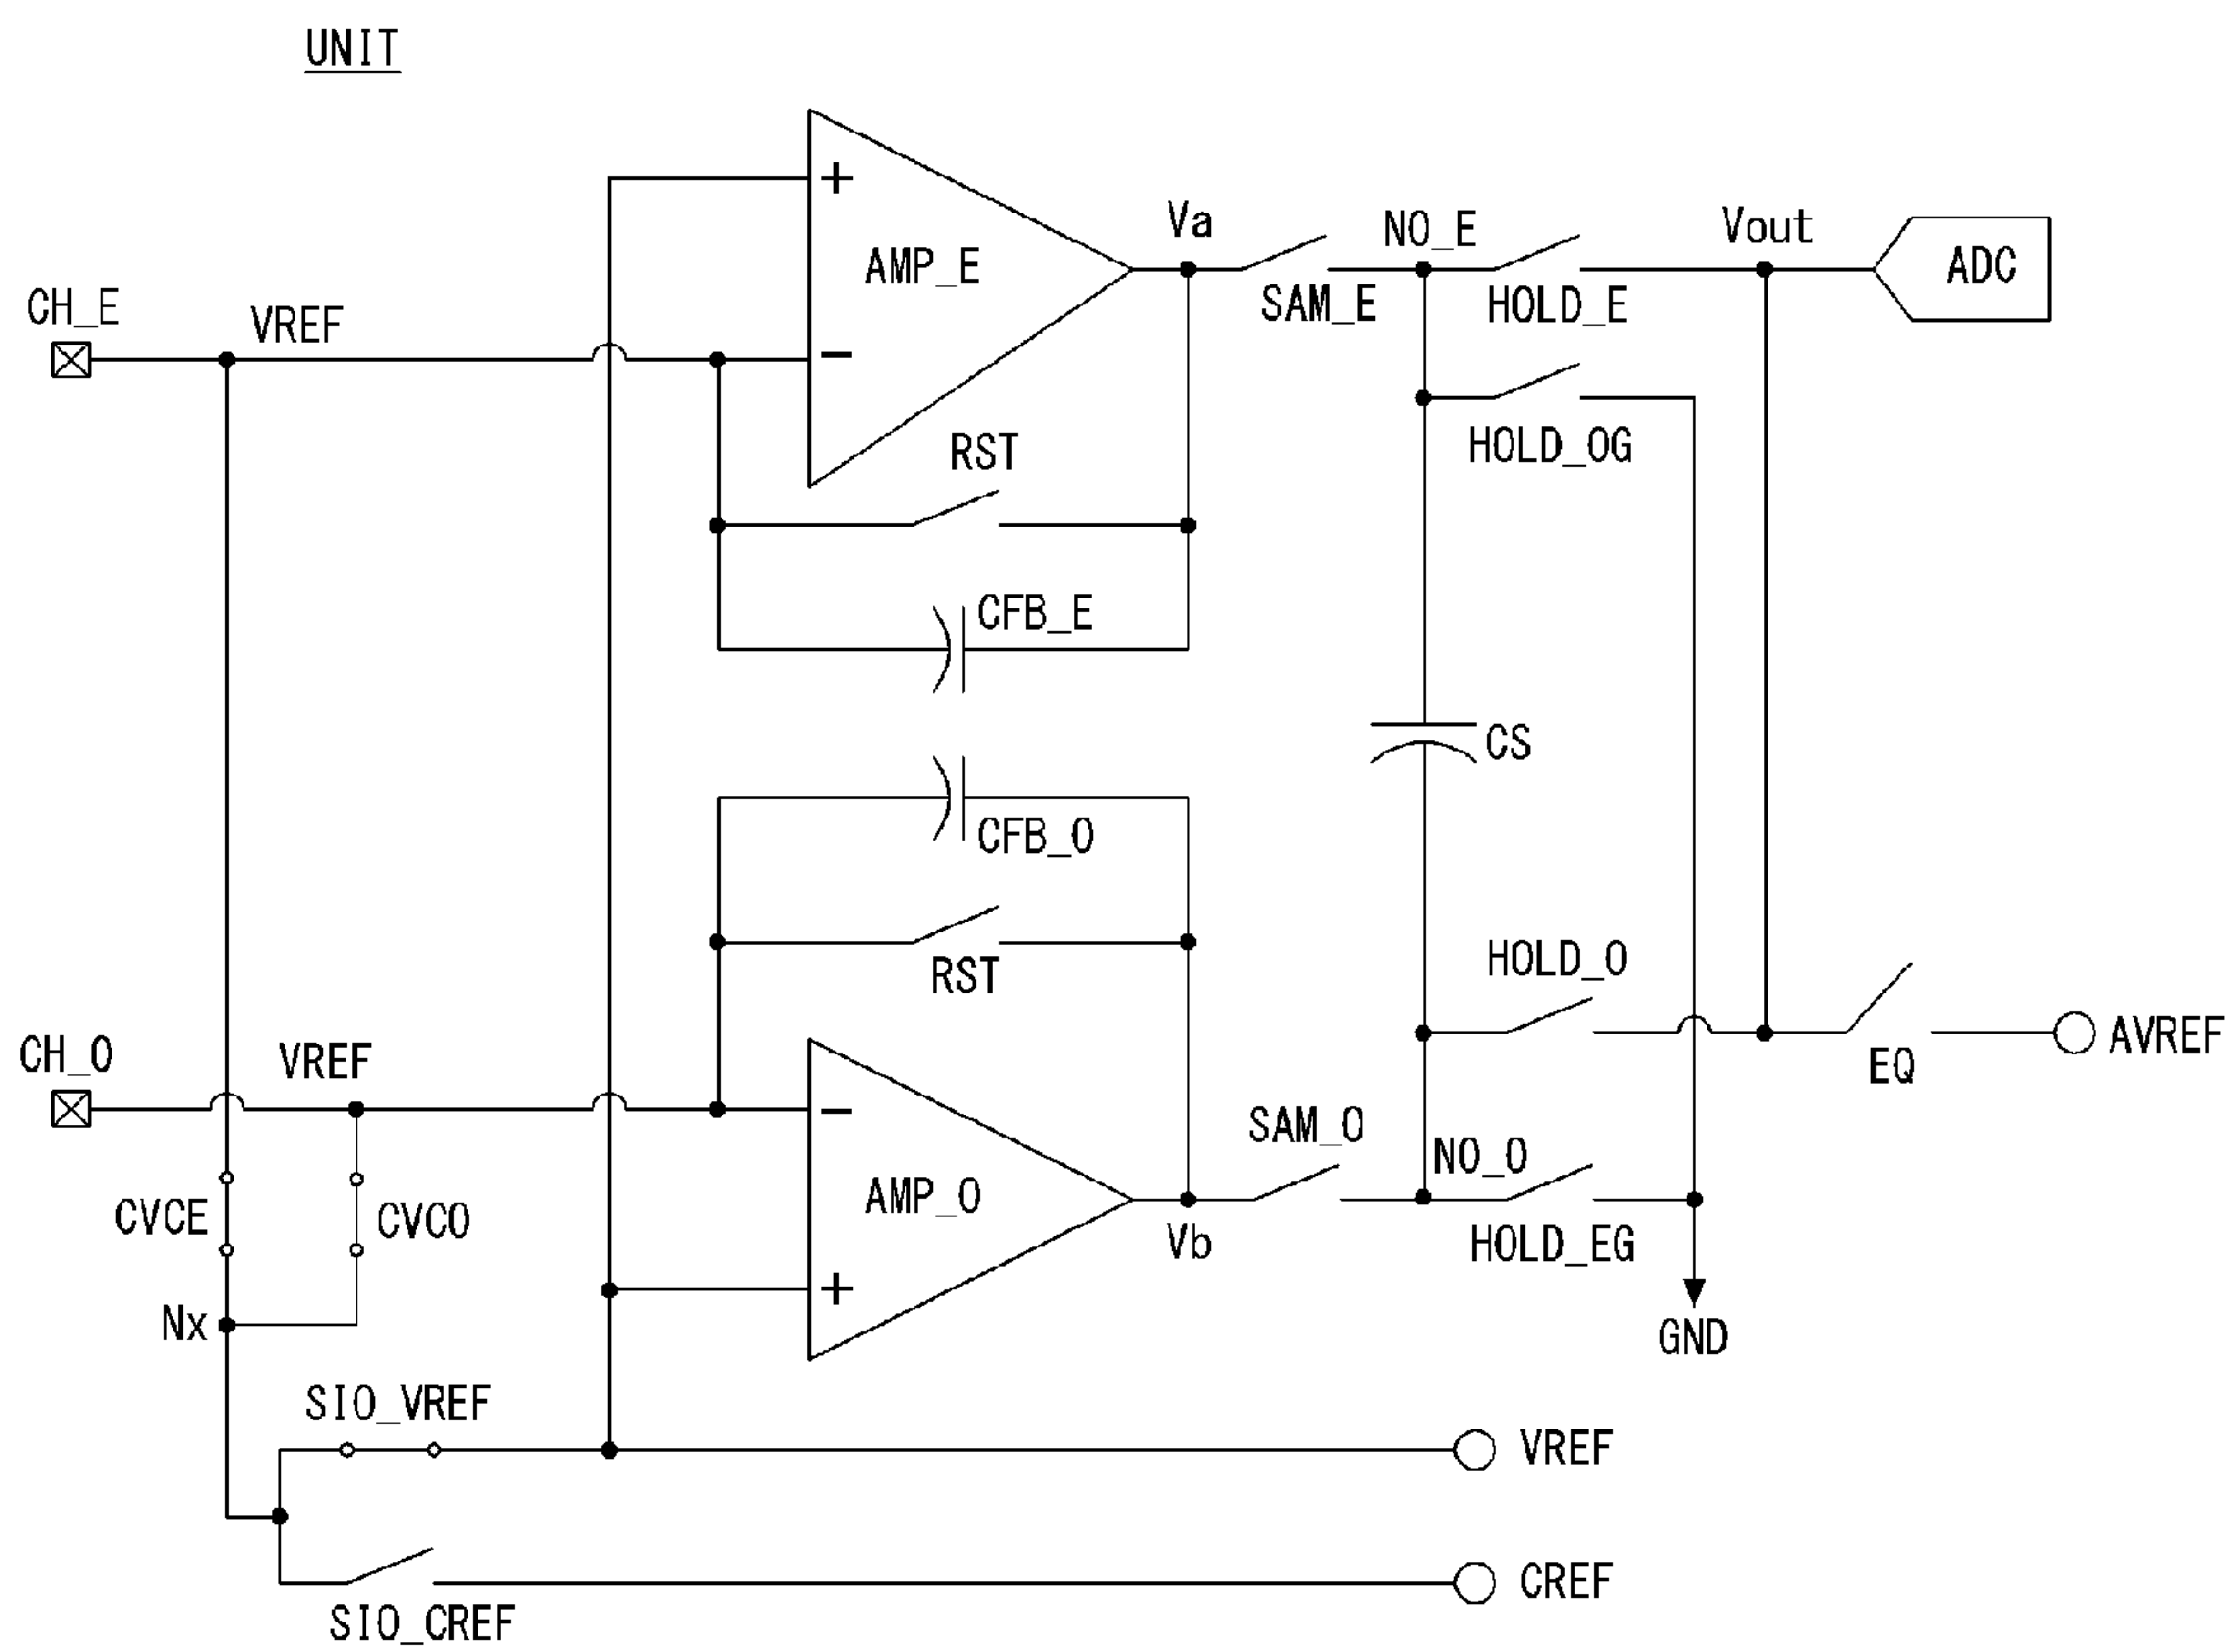 UNIT
CH_E
VREF
+
AMP_E
−
Va
SAM_E
NO_E
HOLD_E
Vout
ADC
HOLD_OG
RST
CFB_E
CS
CFB_O
RST
HOLD_O
EQ
AVREF
CH_O
VREF
−
AMP_O
+
Vb
SAM_O
NO_O
HOLD_EG
GND
CVCE
CVCO
Nx
SIO_VREF
VREF
SIO_CREF
CREF